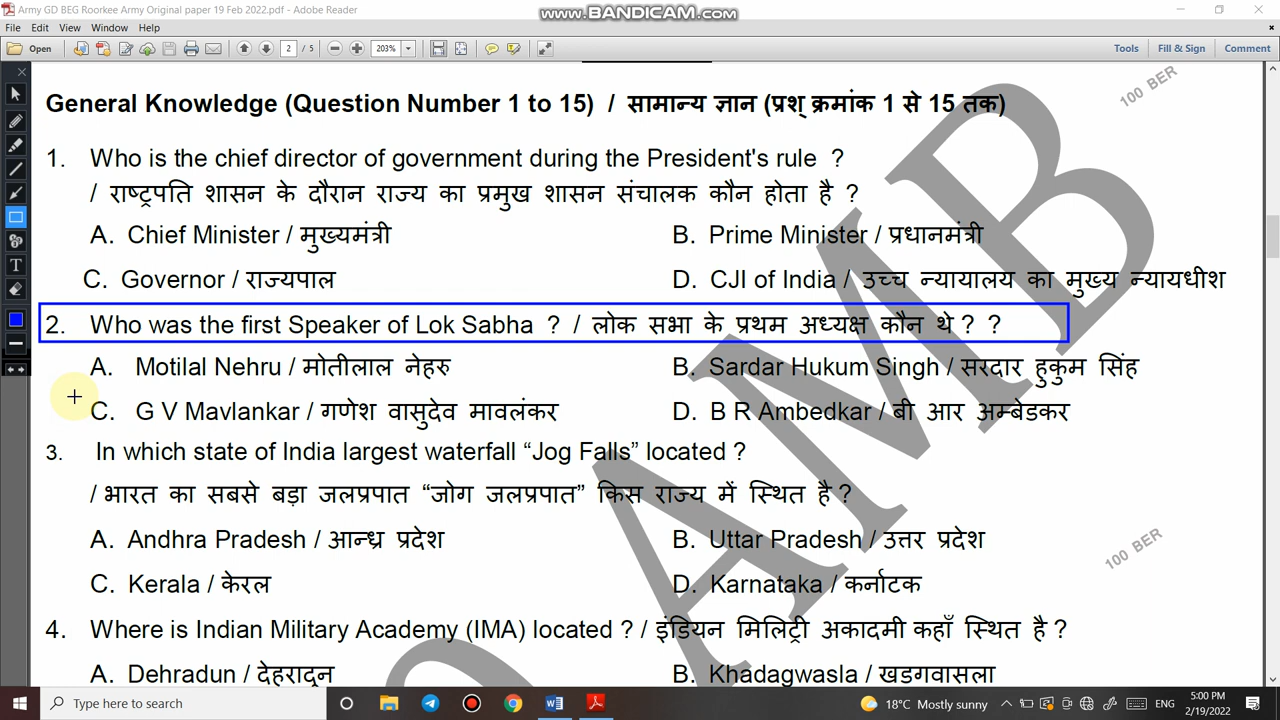 Army GD BEG Roorkee Army Original paper 19 Feb 2022.pdf - Adobe Reader
www.BANDICAM.com
File Edit View Window Help
Open 2 / 5 203% Tools Fill & Sign Comment
General Knowledge (Question Number 1 to 15) / सामान्य ज्ञान (प्रश् क्रमांक 1 से 15 तक)
100 BER
1. Who is the chief director of government during the President's rule ?
/ राष्ट्रपति शासन के दौरान राज्य का प्रमुख शासन संचालक कौन होता है ?
A. Chief Minister / मुख्यमंत्री B. Prime Minister / प्रधानमंत्री
C. Governor / राज्यपाल D. CJI of India / उच्च न्यायालय का मुख्य न्यायधीश
2. Who was the first Speaker of Lok Sabha ? / लोक सभा के प्रथम अध्यक्ष कौन थे ? ?
A. Motilal Nehru / मोतीलाल नेहरु B. Sardar Hukum Singh / सरदार हुकुम सिंह
C. G V Mavlankar / गणेश वासुदेव मावलंकर D. B R Ambedkar / बी आर अम्बेडकर
3. In which state of India largest waterfall “Jog Falls” located ?
/ भारत का सबसे बड़ा जलप्रपात “जोग जलप्रपात” किस राज्य में स्थित है ?
A. Andhra Pradesh / आन्ध्र प्रदेश B. Uttar Pradesh / उत्तर प्रदेश
100 BER
C. Kerala / केरल D. Karnataka / कर्नाटक
4. Where is Indian Military Academy (IMA) located ? / इंडियन मिलिट्री अकादमी कहाँ स्थित है ?
A. Dehradun / देहरादून B. Khadagwasla / खडगवासला
AMB
Type here to search 18°C Mostly sunny ENG 5:00 PM
2/19/2022